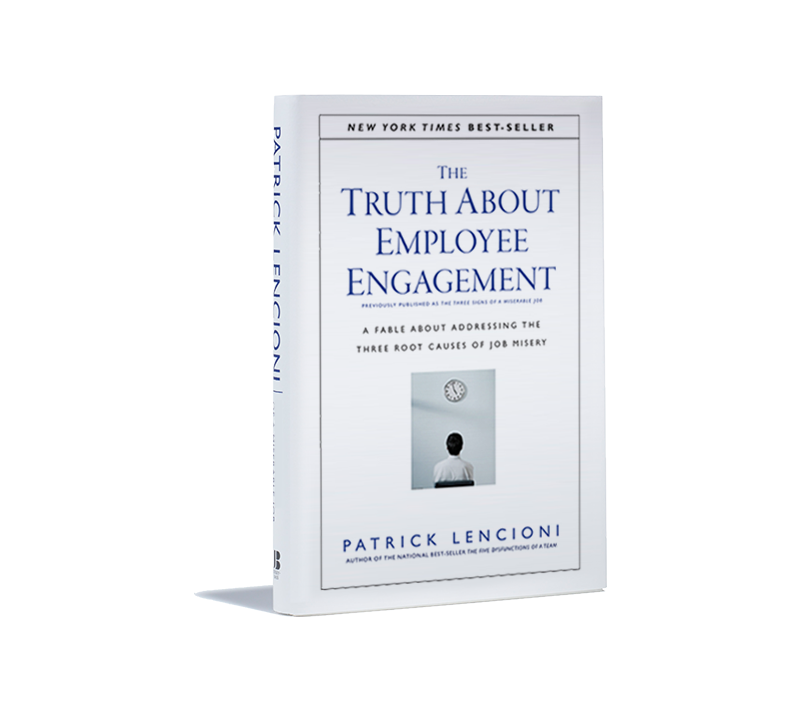 NEW YORK TIMES BEST-SELLER
THE
TRUTH ABOUT
EMPLOYEE
ENGAGEMENT
PREVIOUSLY PUBLISHED AS THE THREE SIGNS OF A MISERABLE JOB
A FABLE ABOUT ADDRESSING THE
THREE ROOT CAUSES OF JOB MISERY
PATRICK LENCIONI
AUTHOR OF THE NATIONAL BEST-SELLER THE FIVE DYSFUNCTIONS OF A TEAM
PATRICK LENCIONI